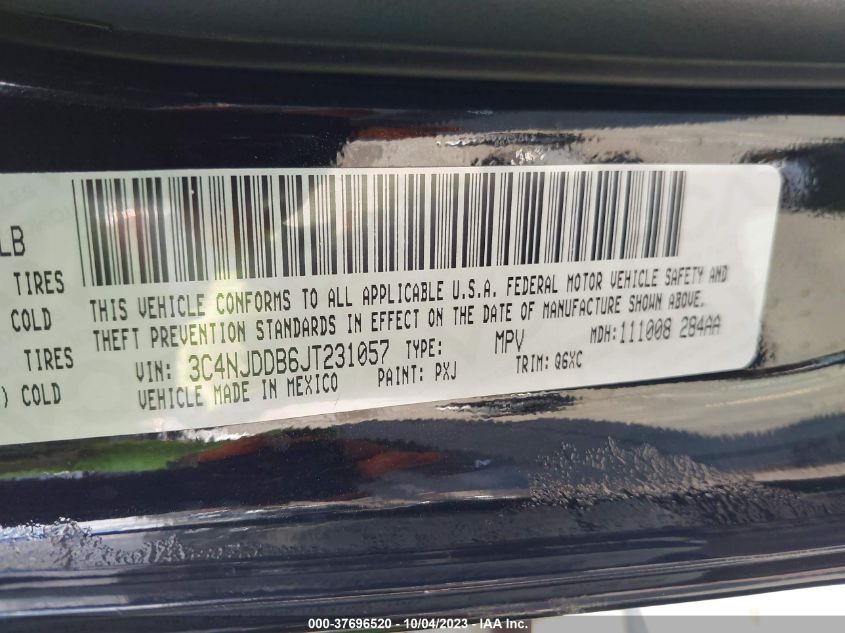 LB
TIRES
COLD
TIRES
) COLD
THIS VEHICLE CONFORMS TO ALL APPLICABLE U.S.A. FEDERAL MOTOR VEHICLE SAFETY AND
THEFT PREVENTION STANDARDS IN EFFECT ON THE DATE OF MANUFACTURE SHOWN ABOVE.
VIN: 3C4NJDDB6JT231057 TYPE: MPV MDH:111008 284AA
VEHICLE MADE IN MEXICO PAINT: PXJ TRIM: Q6XC
000-37696520 - 10/04/2023 - IAA Inc.